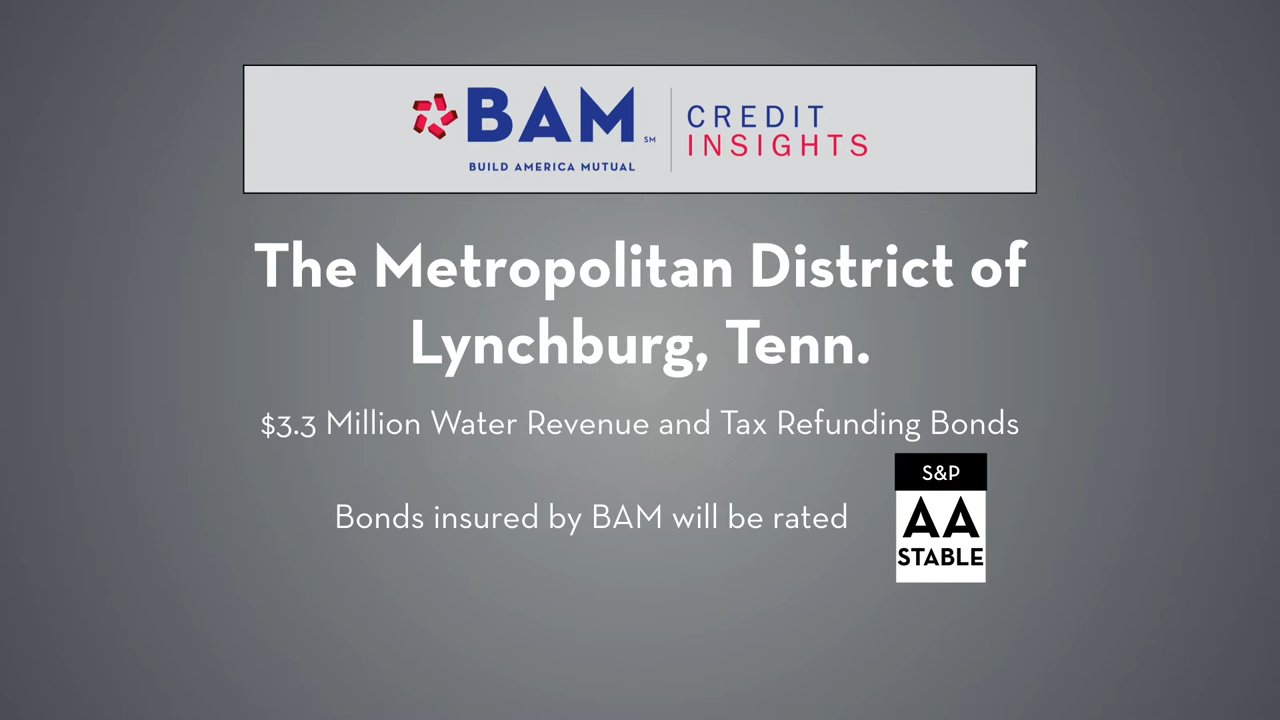 BAM SM
BUILD AMERICA MUTUAL
CREDIT
INSIGHTS
The Metropolitan District of
Lynchburg, Tenn.
$3.3 Million Water Revenue and Tax Refunding Bonds
Bonds insured by BAM will be rated
S&P
AA
STABLE